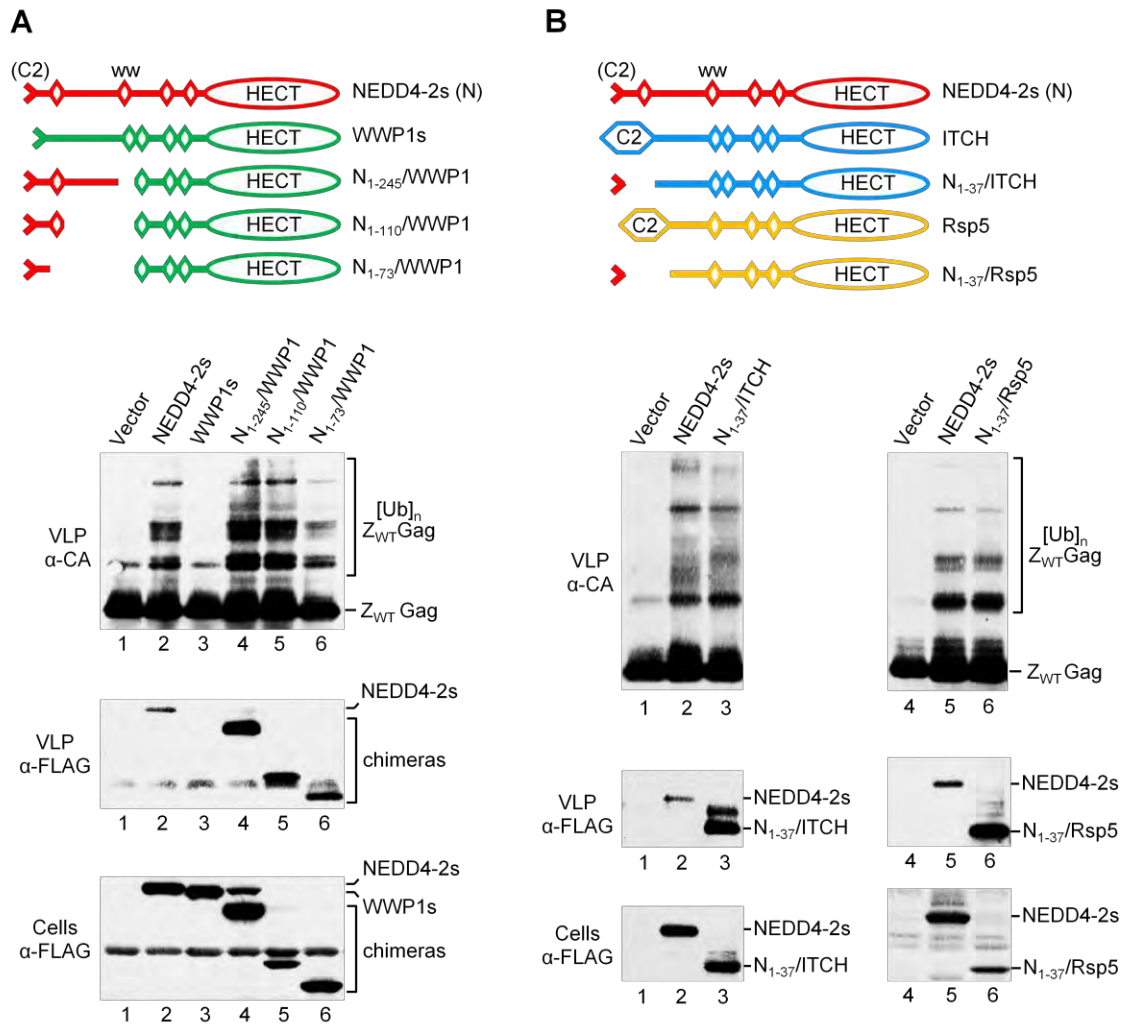 A
(C2)
WW
HECT
NEDD4-2s (N)
HECT
WWP1s
HECT
N1-245/WWP1
HECT
N1-110/WWP1
HECT
N1-73/WWP1
Vector
NEDD4-2s
WWP1s
N1-245/WWP1
N1-110/WWP1
N1-73/WWP1
VLP
α-CA
[Ub]n
ZWT Gag
ZWT Gag
1 2 3 4 5 6
VLP
α-FLAG
NEDD4-2s
chimeras
1 2 3 4 5 6
Cells
α-FLAG
NEDD4-2s
WWP1s
chimeras
1 2 3 4 5 6
B
(C2)
WW
HECT
NEDD4-2s (N)
C2
HECT
ITCH
HECT
N1-37/ITCH
C2
HECT
Rsp5
HECT
N1-37/Rsp5
Vector
NEDD4-2s
N1-37/ITCH
Vector
NEDD4-2s
N1-37/Rsp5
VLP
α-CA
[Ub]n
ZWT Gag
ZWT Gag
1 2 3
4 5 6
VLP
α-FLAG
NEDD4-2s
N1-37/ITCH
NEDD4-2s
N1-37/Rsp5
1 2 3
4 5 6
Cells
α-FLAG
NEDD4-2s
N1-37/ITCH
NEDD4-2s
N1-37/Rsp5
1 2 3
4 5 6